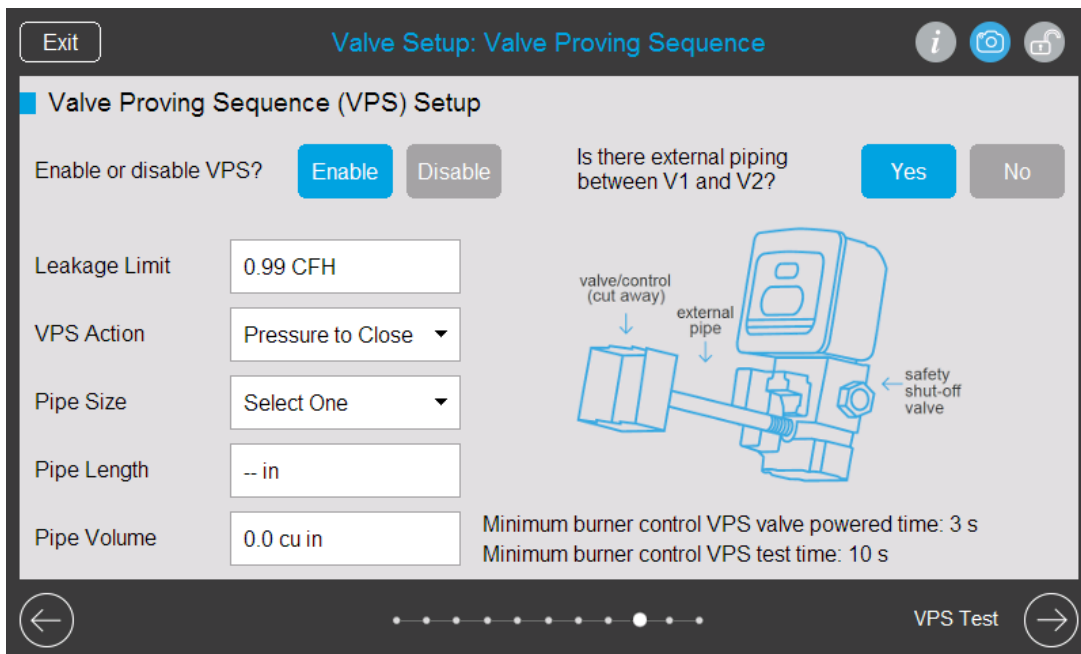 Exit
Valve Setup: Valve Proving Sequence
i
Valve Proving Sequence (VPS) Setup
Enable or disable VPS?
Enable
Disable
Is there external piping
between V1 and V2?
Yes
No
Leakage Limit
0.99 CFH
VPS Action
Pressure to Close
Pipe Size
Select One
Pipe Length
-- in
Pipe Volume
0.0 cu in
valve/control
(cut away)
external
pipe
safety
shut-off
valve
Minimum burner control VPS valve powered time: 3 s
Minimum burner control VPS test time: 10 s
VPS Test